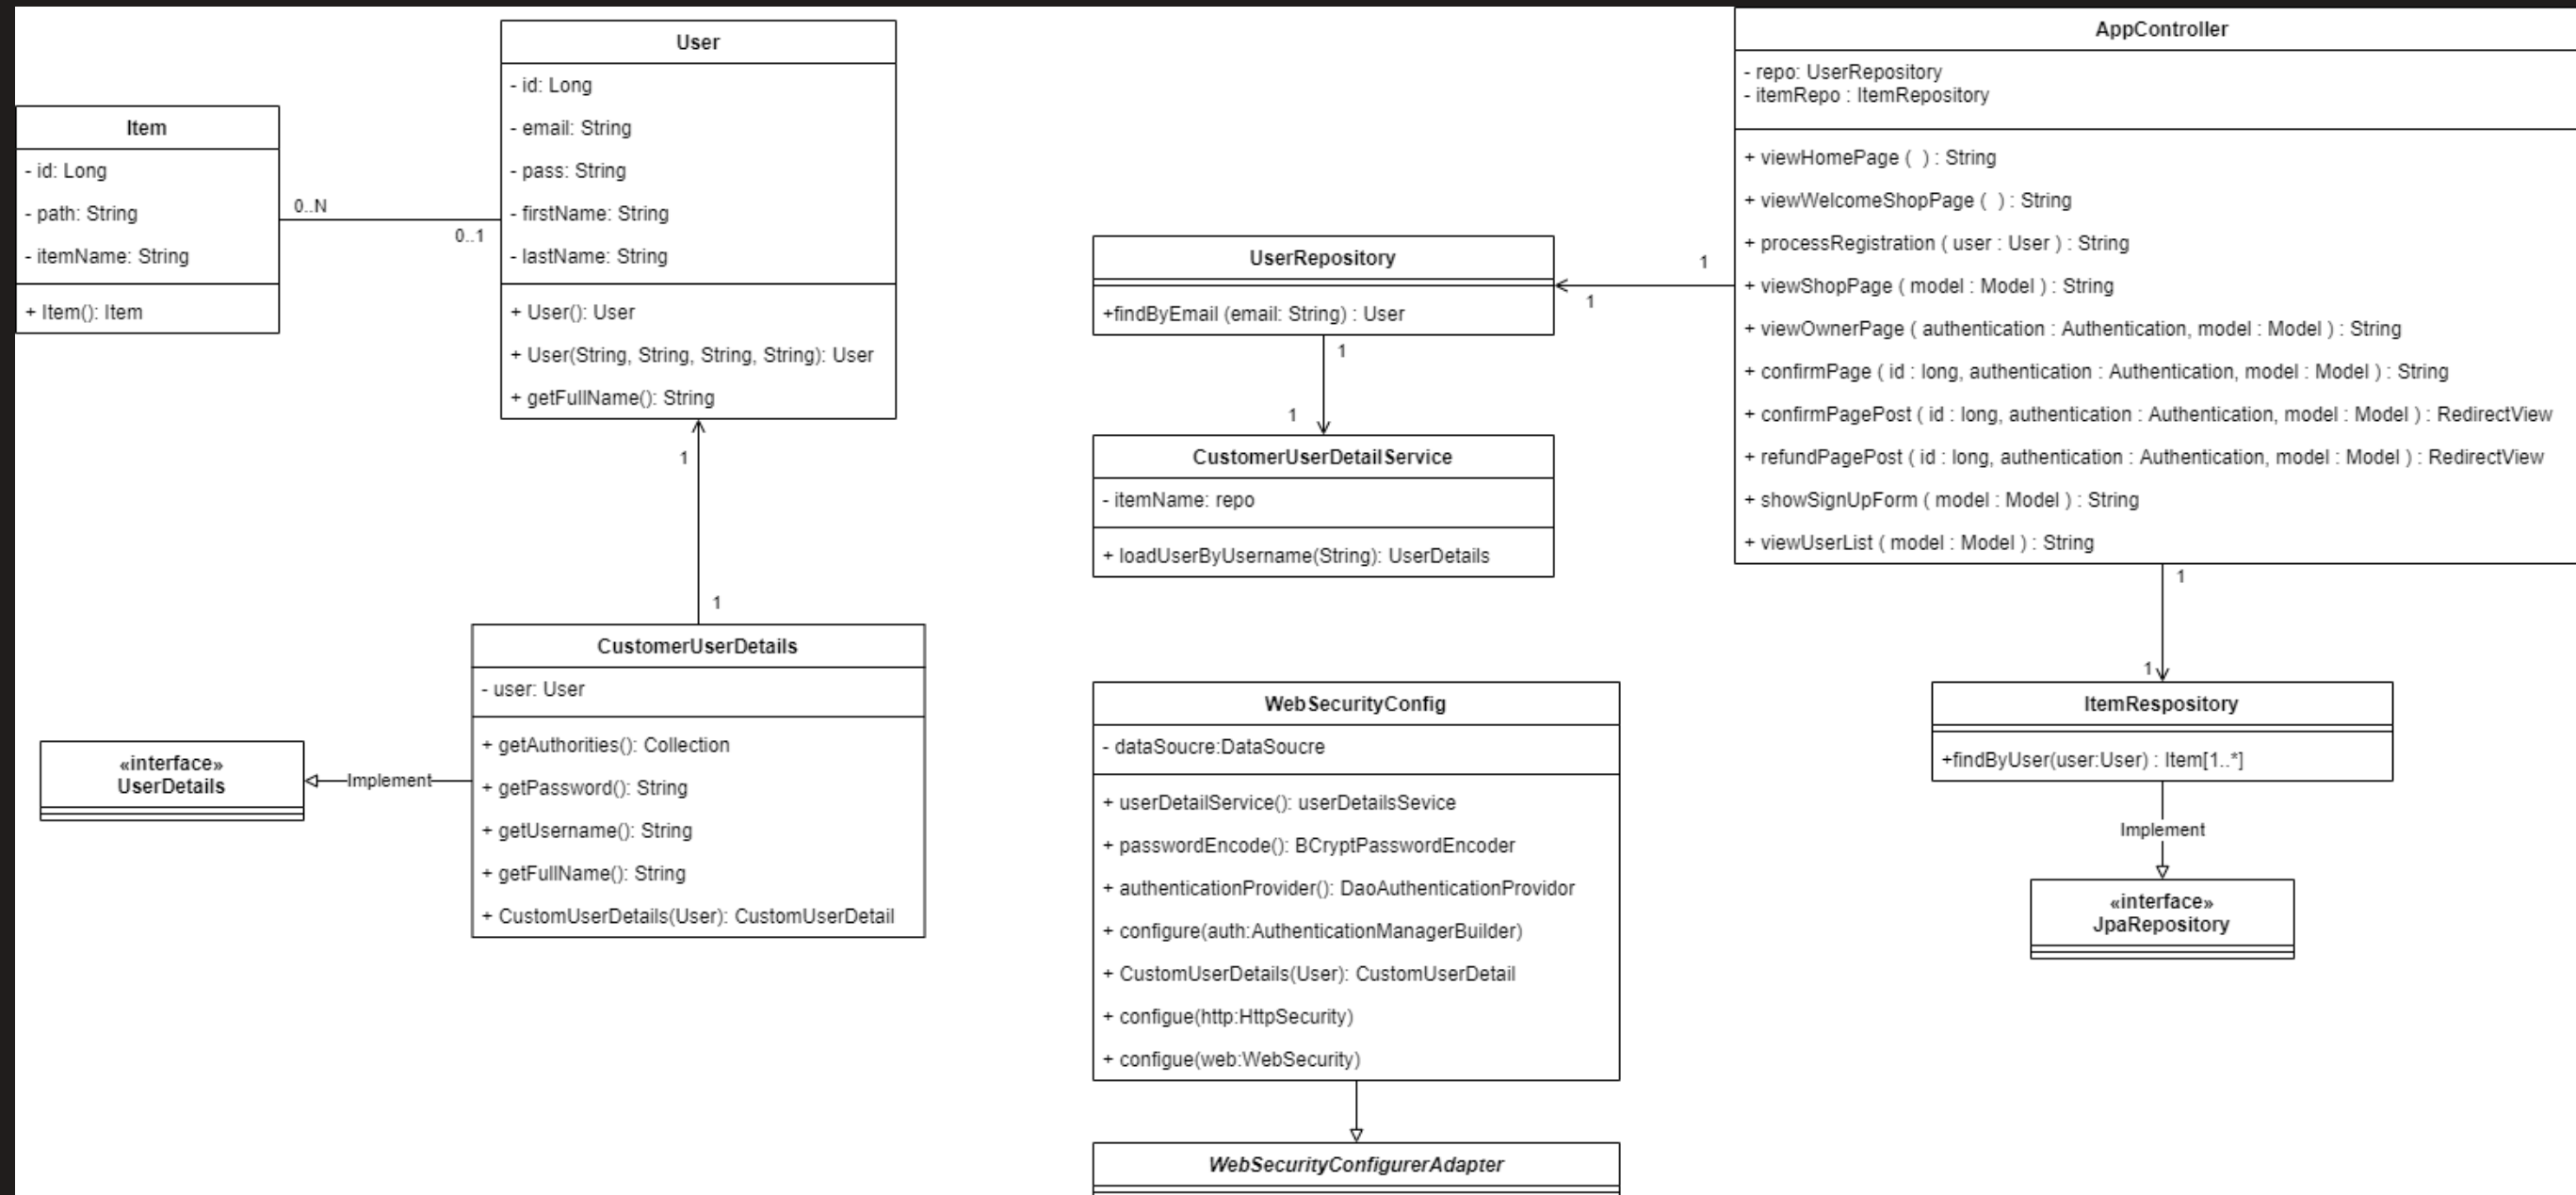 User
- id: Long
- email: String
- pass: String
- firstName: String
- lastName: String
+ User(): User
+ User(String, String, String, String): User
+ getFullName(): String
Item
- id: Long
- path: String
- itemName: String
+ Item(): Item
0..N
0..1
1
1
CustomerUserDetails
- user: User
+ getAuthorities(): Collection
+ getPassword(): String
+ getUsername(): String
+ getFullName(): String
+ CustomUserDetails(User): CustomUserDetail
Implement
«interface»
UserDetails
UserRepository
+findByEmail (email: String) : User
1
1
1
1
CustomerUserDetailService
- itemName: repo
+ loadUserByUsername(String): UserDetails
WebSecurityConfig
- dataSoucre:DataSoucre
+ userDetailService(): userDetailsSevice
+ passwordEncode(): BCryptPasswordEncoder
+ authenticationProvider(): DaoAuthenticationProvidor
+ configure(auth:AuthenticationManagerBuilder)
+ CustomUserDetails(User): CustomUserDetail
+ configue(http:HttpSecurity)
+ configue(web:WebSecurity)
WebSecurityConfigurerAdapter
AppController
- repo: UserRepository
- itemRepo : ItemRepository
+ viewHomePage ( ) : String
+ viewWelcomeShopPage ( ) : String
+ processRegistration ( user : User ) : String
+ viewShopPage ( model : Model ) : String
+ viewOwnerPage ( authentication : Authentication, model : Model ) : String
+ confirmPage ( id : long, authentication : Authentication, model : Model ) : String
+ confirmPagePost ( id : long, authentication : Authentication, model : Model ) : RedirectView
+ refundPagePost ( id : long, authentication : Authentication, model : Model ) : RedirectView
+ showSignUpForm ( model : Model ) : String
+ viewUserList ( model : Model ) : String
1
1
ItemRespository
+findByUser(user:User) : Item[1..*]
Implement
«interface»
JpaRepository